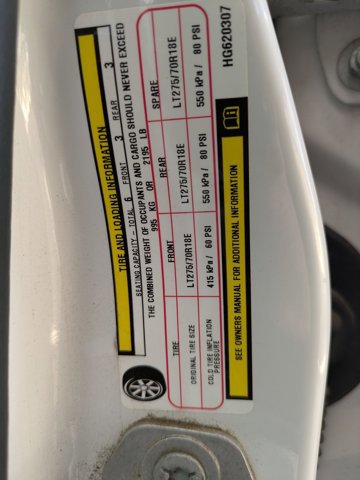 TIRE AND LOADING INFORMATION
SEATING CAPACITY - TOTAL 6 FRONT 3 REAR 3
THE COMBINED WEIGHT OF OCCUPANTS AND CARGO SHOULD NEVER EXCEED
995 KG OR 2195 LB
TIRE FRONT REAR SPARE
ORIGINAL TIRE SIZE LT275/70R18E LT275/70R18E LT275/70R18E
COLD TIRE INFLATION
PRESSURE 415 kPa / 60 PSI 550 kPa / 80 PSI 550 kPa / 80 PSI
SEE OWNERS MANUAL FOR ADDITIONAL INFORMATION
HG620307